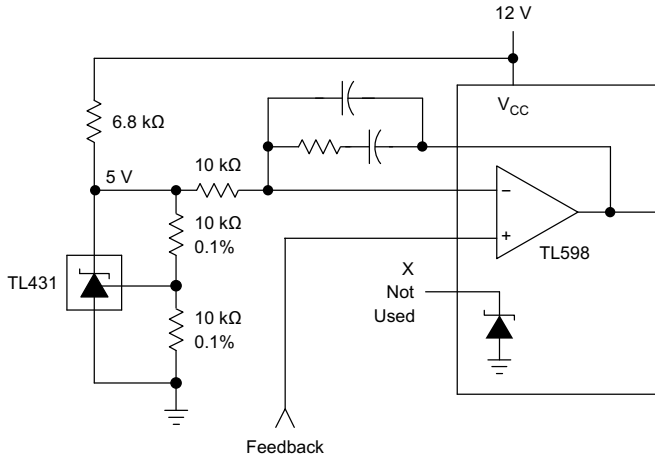 12 V
V_CC
6.8 kΩ
5 V
10 kΩ
10 kΩ
0.1%
TL431
10 kΩ
0.1%
−
+
TL598
X
Not
Used
Feedback